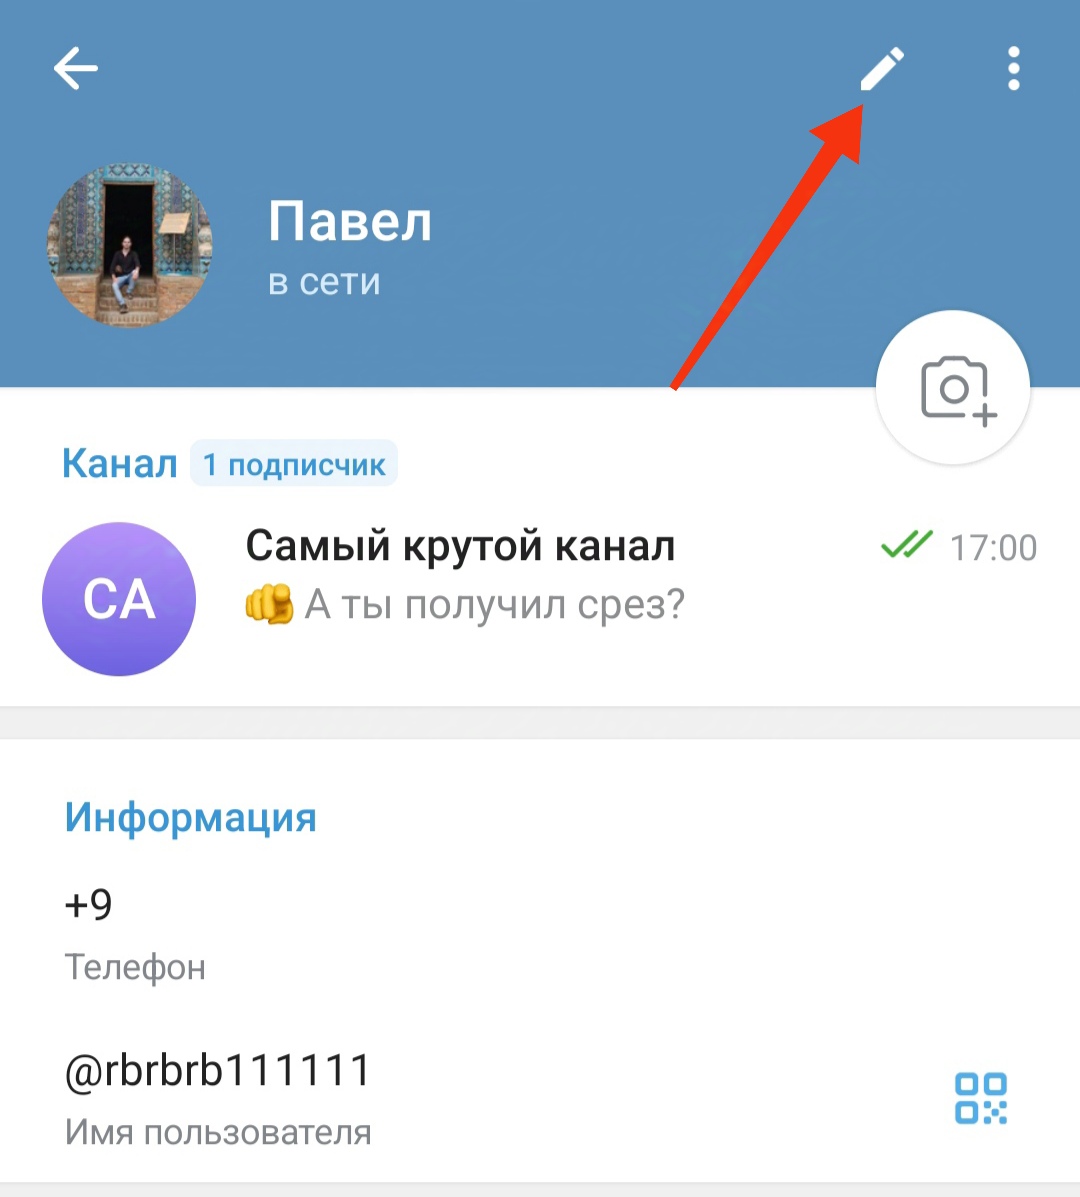 Павел
в сети
Канал 1 подписчик
СА
Самый крутой канал 17:00
🫵 А ты получил срез?
Информация
+9
Телефон
@rbrbrb111111
Имя пользователя